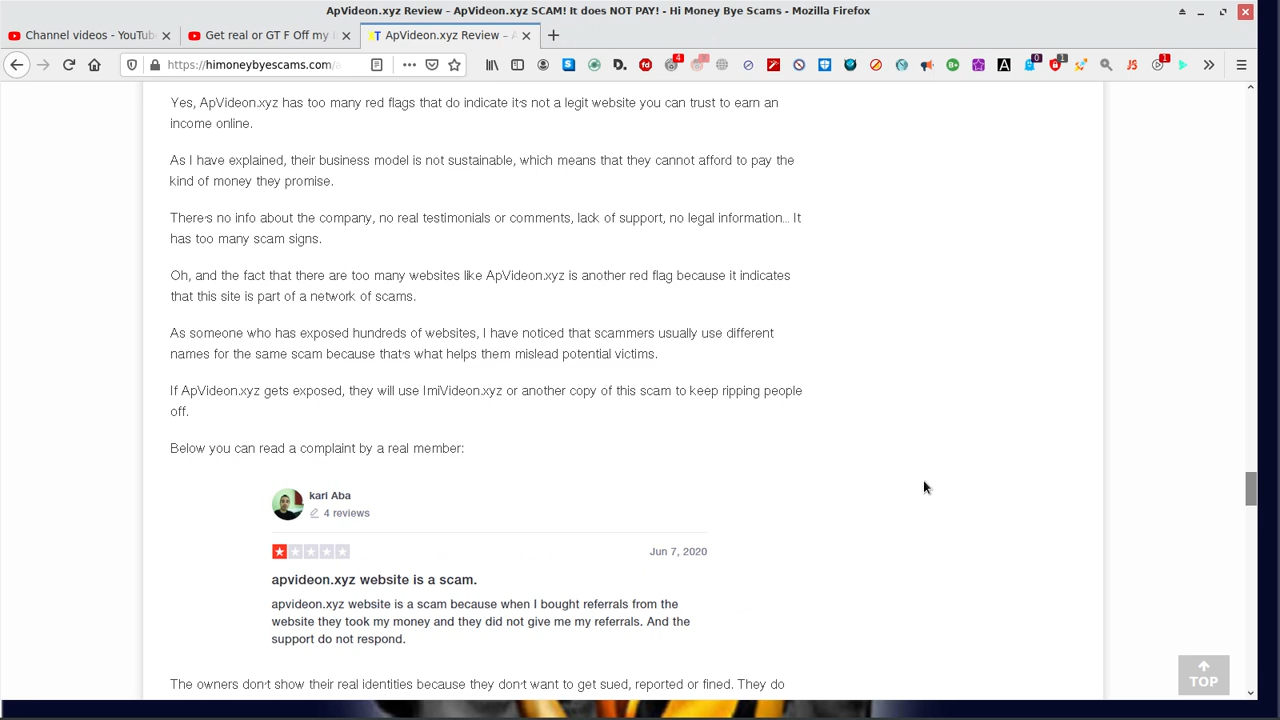 ApVideon.xyz Review – ApVideon.xyz SCAM! It does NOT PAY! - Hi Money Bye Scams - Mozilla Firefox
Channel videos - YouTub
Get real or GT F Off my l
ApVideon.xyz Review –
https://himoneybyescams.com/a
Yes, ApVideon.xyz has too many red flags that do indicate it's not a legit website you can trust to earn an
income online.
As I have explained, their business model is not sustainable, which means that they cannot afford to pay the
kind of money they promise.
There's no info about the company, no real testimonials or comments, lack of support, no legal information… It
has too many scam signs.
Oh, and the fact that there are too many websites like ApVideon.xyz is another red flag because it indicates
that this site is part of a network of scams.
As someone who has exposed hundreds of websites, I have noticed that scammers usually use different
names for the same scam because that's what helps them mislead potential victims.
If ApVideon.xyz gets exposed, they will use ImiVideon.xyz or another copy of this scam to keep ripping people
off.
Below you can read a complaint by a real member:
karl Aba
4 reviews
Jun 7, 2020
apvideon.xyz website is a scam.
apvideon.xyz website is a scam because when I bought referrals from the
website they took my money and they did not give me my referrals. And the
support do not respond.
TOP
The owners don't show their real identities because they don't want to get sued, reported or fined. They do